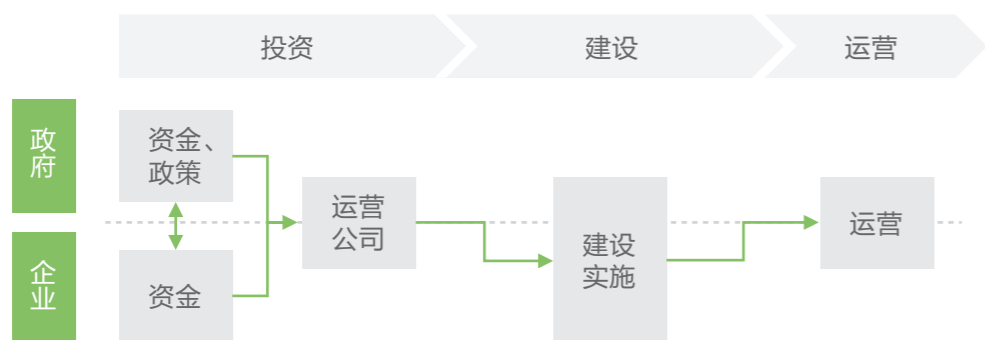 投资
建设
运营
政府
资金、
政策
运营
公司
建设
实施
运营
企业
资金